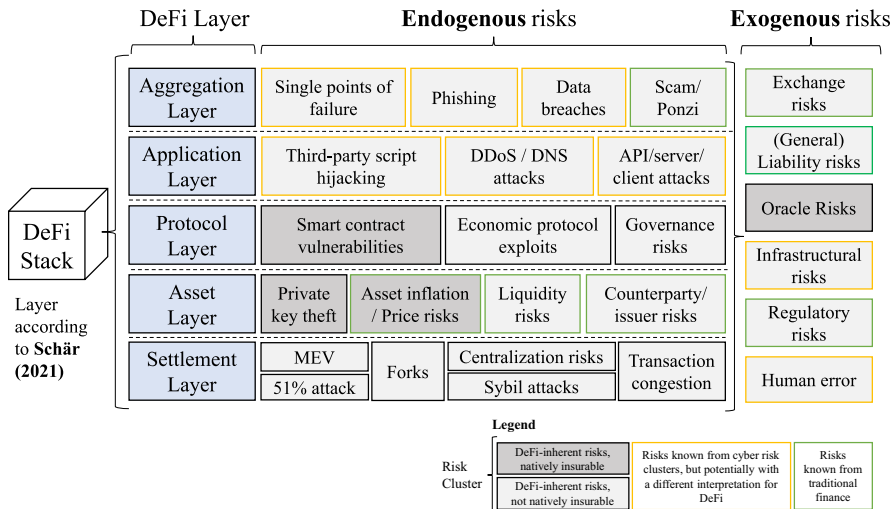 DeFi Layer
Endogenous risks
Exogenous risks
DeFi
Stack
Layer
according
to Schär
(2021)
Aggregation
Layer
Single points of
failure
Phishing
Data
breaches
Scam/
Ponzi
Application
Layer
Third-party script
hijacking
DDoS / DNS
attacks
API/server/
client attacks
Protocol
Layer
Smart contract
vulnerabilities
Economic protocol
exploits
Governance
risks
Asset
Layer
Private
key theft
Asset inflation
/ Price risks
Liquidity
risks
Counterparty/
issuer risks
Settlement
Layer
MEV
51% attack
Forks
Centralization risks
Sybil attacks
Transaction
congestion
Exchange
risks
(General)
Liability risks
Oracle Risks
Infrastructural
risks
Regulatory
risks
Human error
Legend
Risk
Cluster
DeFi-inherent risks,
natively insurable
DeFi-inherent risks,
not natively insurable
Risks known from cyber risk
clusters, but potentially with
a different interpretation for
DeFi
Risks
known from
traditional
finance